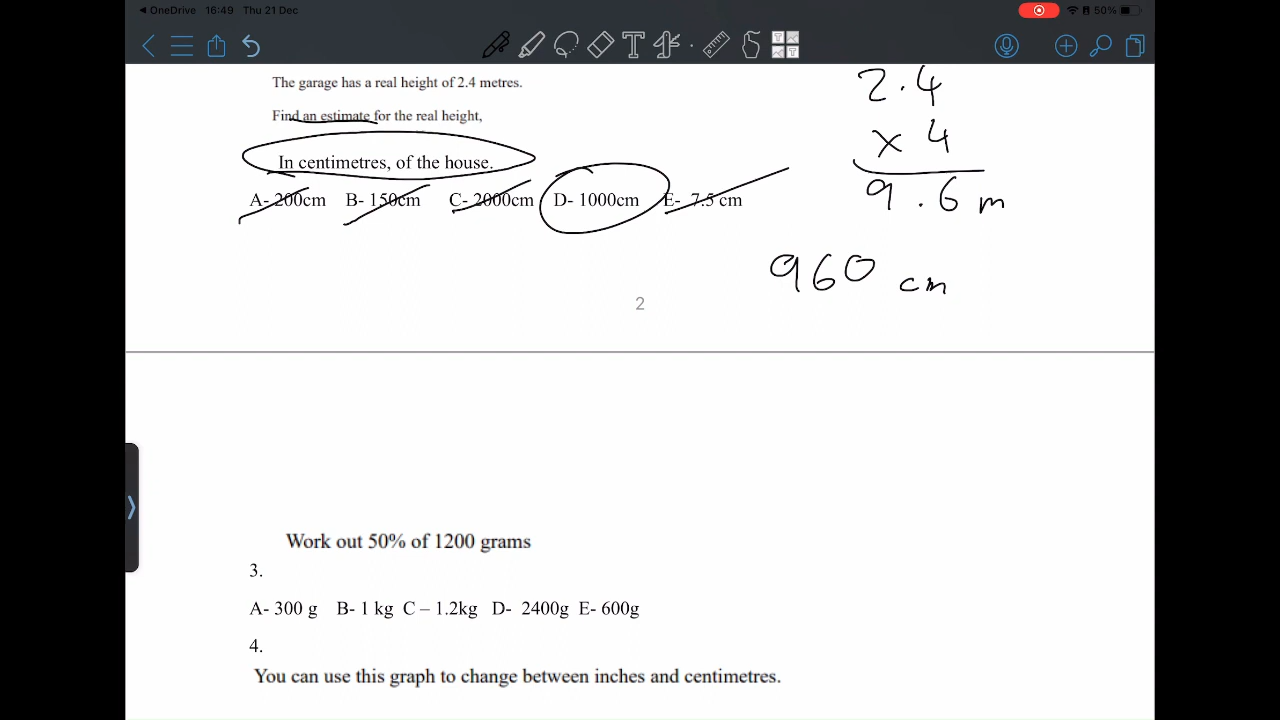 OneDrive 16:49 Thu 21 Dec 50%
The garage has a real height of 2.4 metres.
Find an estimate for the real height,
In centimetres, of the house.
A- 200cm B- 150cm C- 2000cm D- 1000cm E- 7.5 cm
2.4
x 4
9.6 m
960 cm
2
Work out 50% of 1200 grams
3.
A- 300 g B- 1 kg C – 1.2kg D- 2400g E- 600g
4.
You can use this graph to change between inches and centimetres.